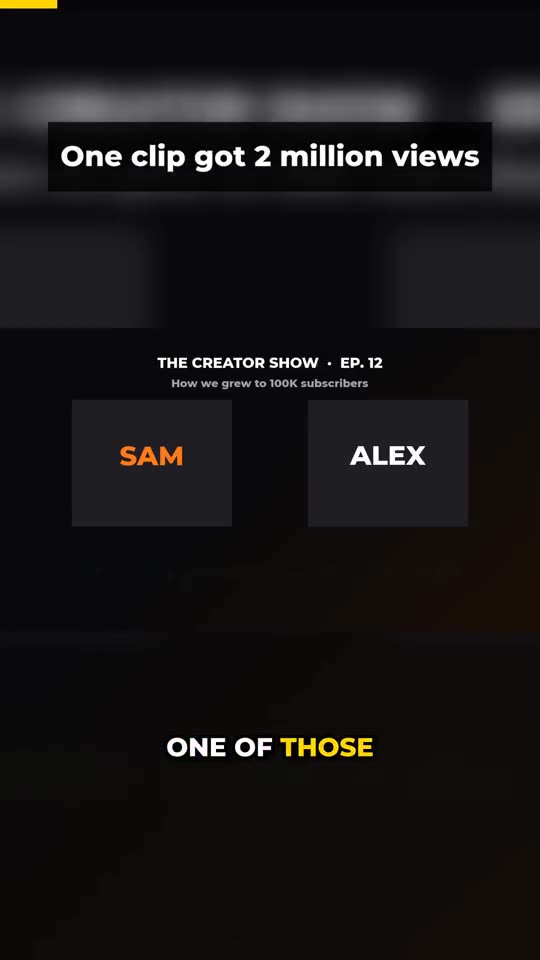 One clip got 2 million views
THE CREATOR SHOW · EP. 12
How we grew to 100K subscribers
SAM
ALEX
ONE OF THOSE